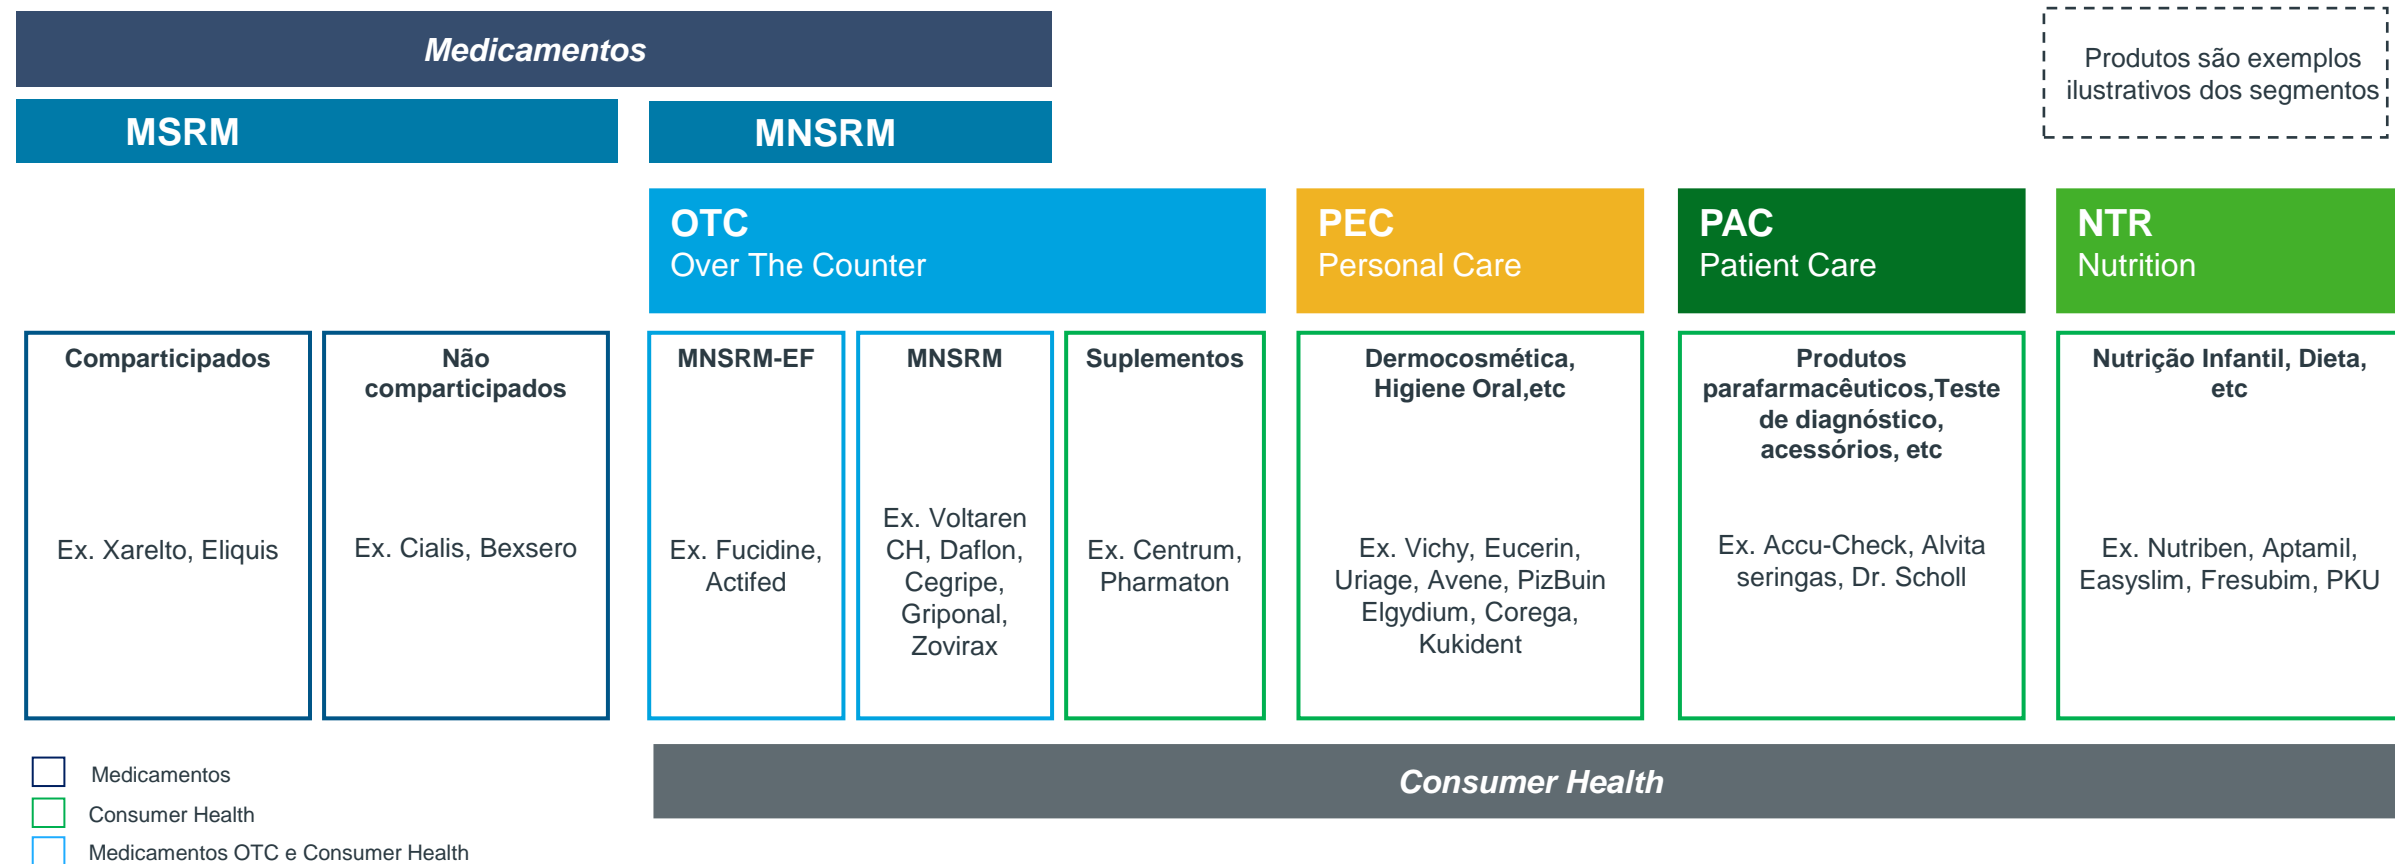 Medicamentos
Produtos são exemplos
ilustrativos dos segmentos
MSRM
MNSRM
OTC
Over The Counter
PEC
Personal Care
PAC
Patient Care
NTR
Nutrition
Comparticipados
Não
comparticipados
MNSRM-EF
MNSRM
Suplementos
Dermocosmética,
Higiene Oral,etc
Produtos
parafarmacêuticos,Teste
de diagnóstico,
acessórios, etc
Nutrição Infantil, Dieta,
etc
Ex. Xarelto, Eliquis
Ex. Cialis, Bexsero
Ex. Fucidine,
Actifed
Ex. Voltaren
CH, Daflon,
Cegripe,
Griponal,
Zovirax
Ex. Centrum,
Pharmaton
Ex. Vichy, Eucerin,
Uriage, Avene, PizBuin
Elgydium, Corega,
Kukident
Ex. Accu-Check, Alvita
seringas, Dr. Scholl
Ex. Nutriben, Aptamil,
Easyslim, Fresubim, PKU
Medicamentos
Consumer Health
Medicamentos OTC e Consumer Health
Consumer Health